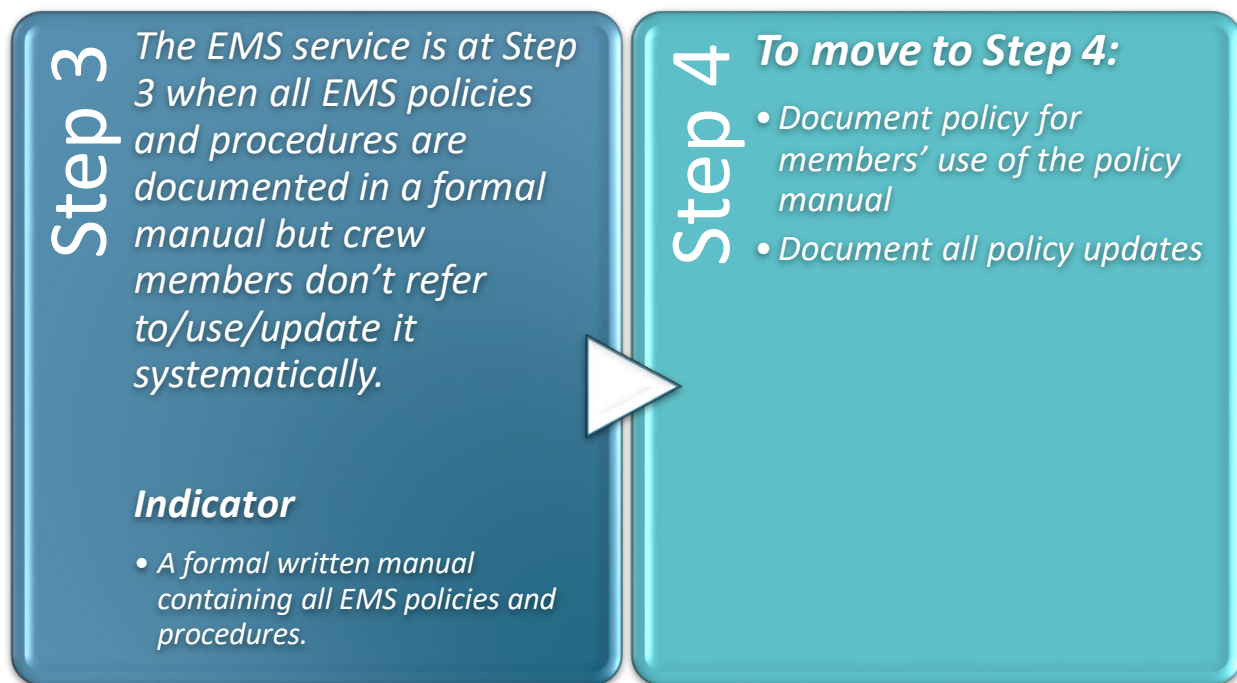 Step 3
The EMS service is at Step
3 when all EMS policies
and procedures are
documented in a formal
manual but crew
members don’t refer
to/use/update it
systematically.
Indicator
• A formal written manual
containing all EMS policies and
procedures.
Step 4
To move to Step 4:
• Document policy for
members’ use of the policy
manual
• Document all policy updates